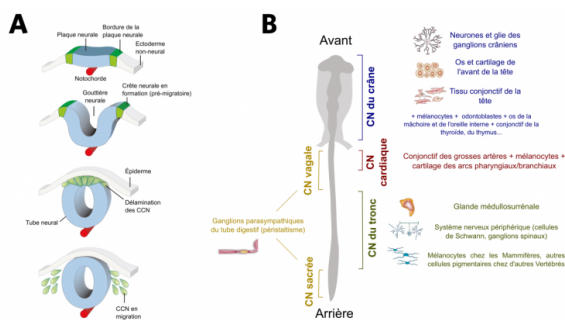 A
Bordure de la
plaque neurale
Plaque neurale
Ectoderme
non-neural
Notochorde
Gouttière
neurale
Crête neurale en
formation (pré-migratoire)
Épiderme
Délamination
des CCN
Tube neural
CCN en
migration
B
Avant
CN du crâne
CN vagale
CN
cardiaque
CN du tronc
CN sacrée
Arrière
Ganglions parasympathiques
du tube digestif (péristaltisme)
Neurones et glie des
ganglions crâniens
Os et cartilage de
l'avant de la tête
Tissu conjonctif de la
tête
+ mélanocytes + odontoblastes + os de la
mâchoire et de l'oreille interne + conjonctif de la
thyroïde, du thymus...
Conjonctif des grosses artères + mélanocytes +
cartilage des arcs pharyngiaux/branchiaux
Glande médullosurrénale
Système nerveux périphérique (cellules
de Schwann, ganglions spinaux)
Mélanocytes chez les Mammifères, autres
cellules pigmentaires chez d'autres Vertébrés